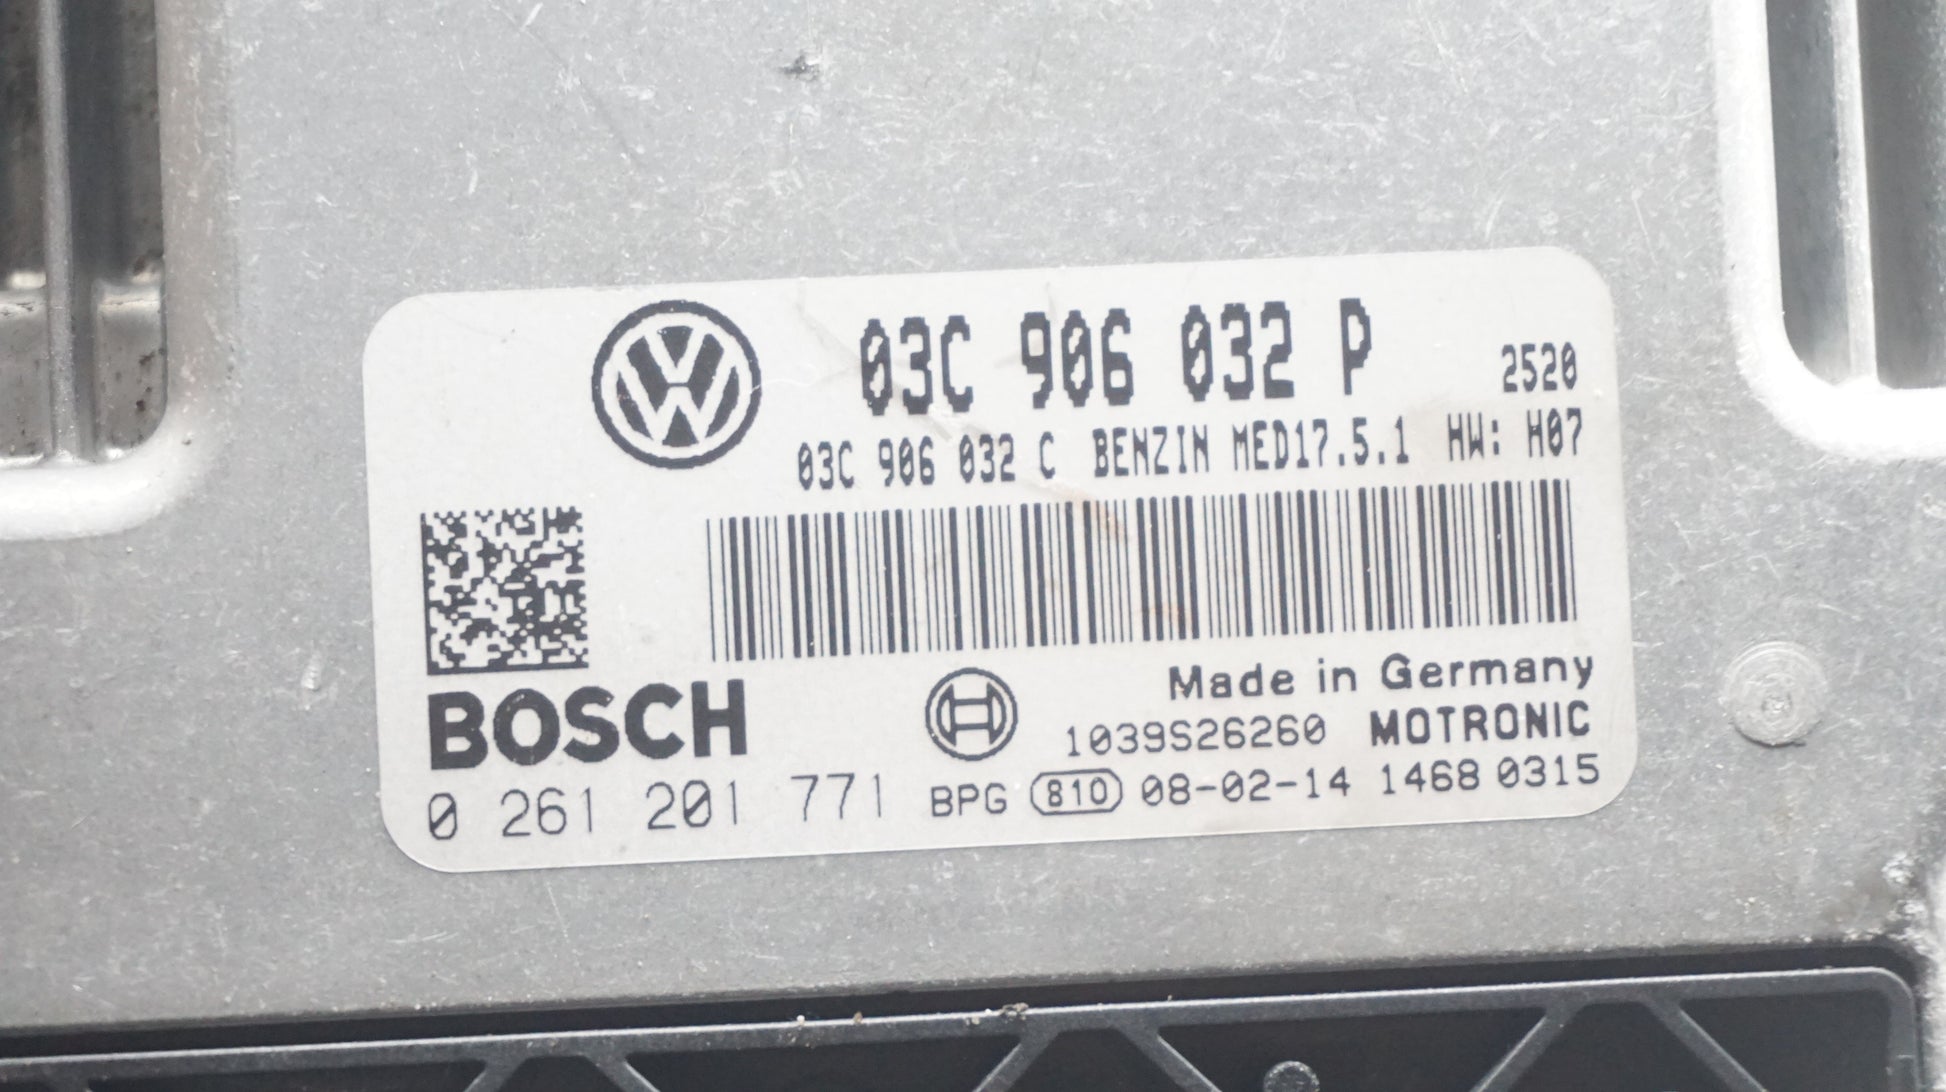 03C 906 032 P 2520
03C 906 032 C BENZIN MED17.5.1 HW: H07
Made in Germany
BOSCH 1039S26260 MOTRONIC
0 261 201 771 BPG 810 08-02-14 1468 0315